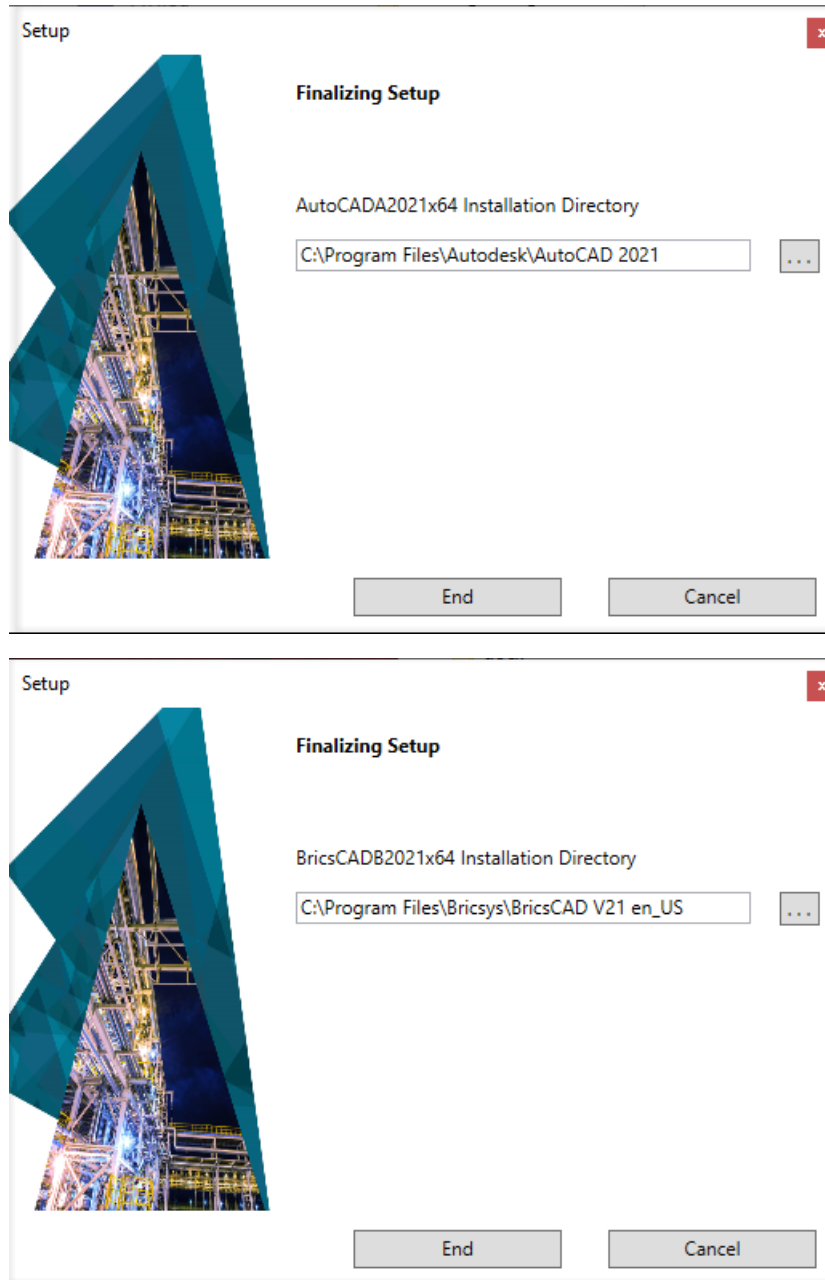 Setup
x
Finalizing Setup
AutoCADA2021x64 Installation Directory
C:\Program Files\Autodesk\AutoCAD 2021
...
End
Cancel
Setup
x
Finalizing Setup
BricsCADB2021x64 Installation Directory
C:\Program Files\Bricsys\BricsCAD V21 en_US
...
End
Cancel